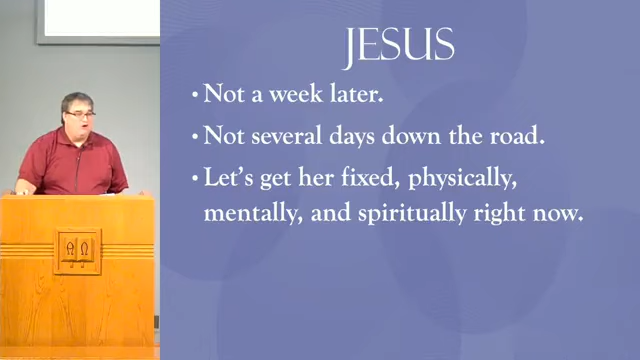 JESUS
• Not a week later.
• Not several days down the road.
• Let's get her fixed, physically,
mentally, and spiritually right now.
Α Ω